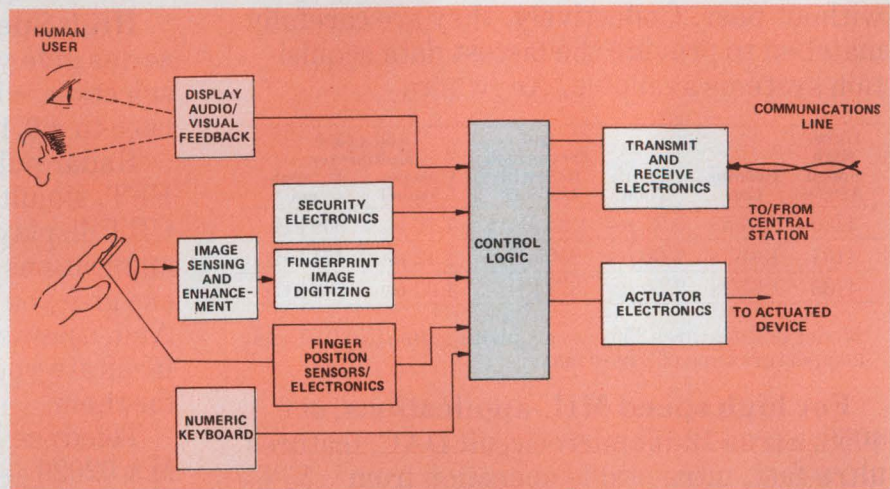 HUMAN
USER
DISPLAY
AUDIO/
VISUAL
FEEDBACK
SECURITY
ELECTRONICS
IMAGE
SENSING
AND
ENHANCE-
MENT
FINGERPRINT
IMAGE
DIGITIZING
FINGER
POSITION
SENSORS/
ELECTRONICS
NUMERIC
KEYBOARD
CONTROL
LOGIC
TRANSMIT
AND
RECEIVE
ELECTRONICS
COMMUNICATIONS
LINE
TO/FROM
CENTRAL
STATION
ACTUATOR
ELECTRONICS
TO ACTUATED
DEVICE